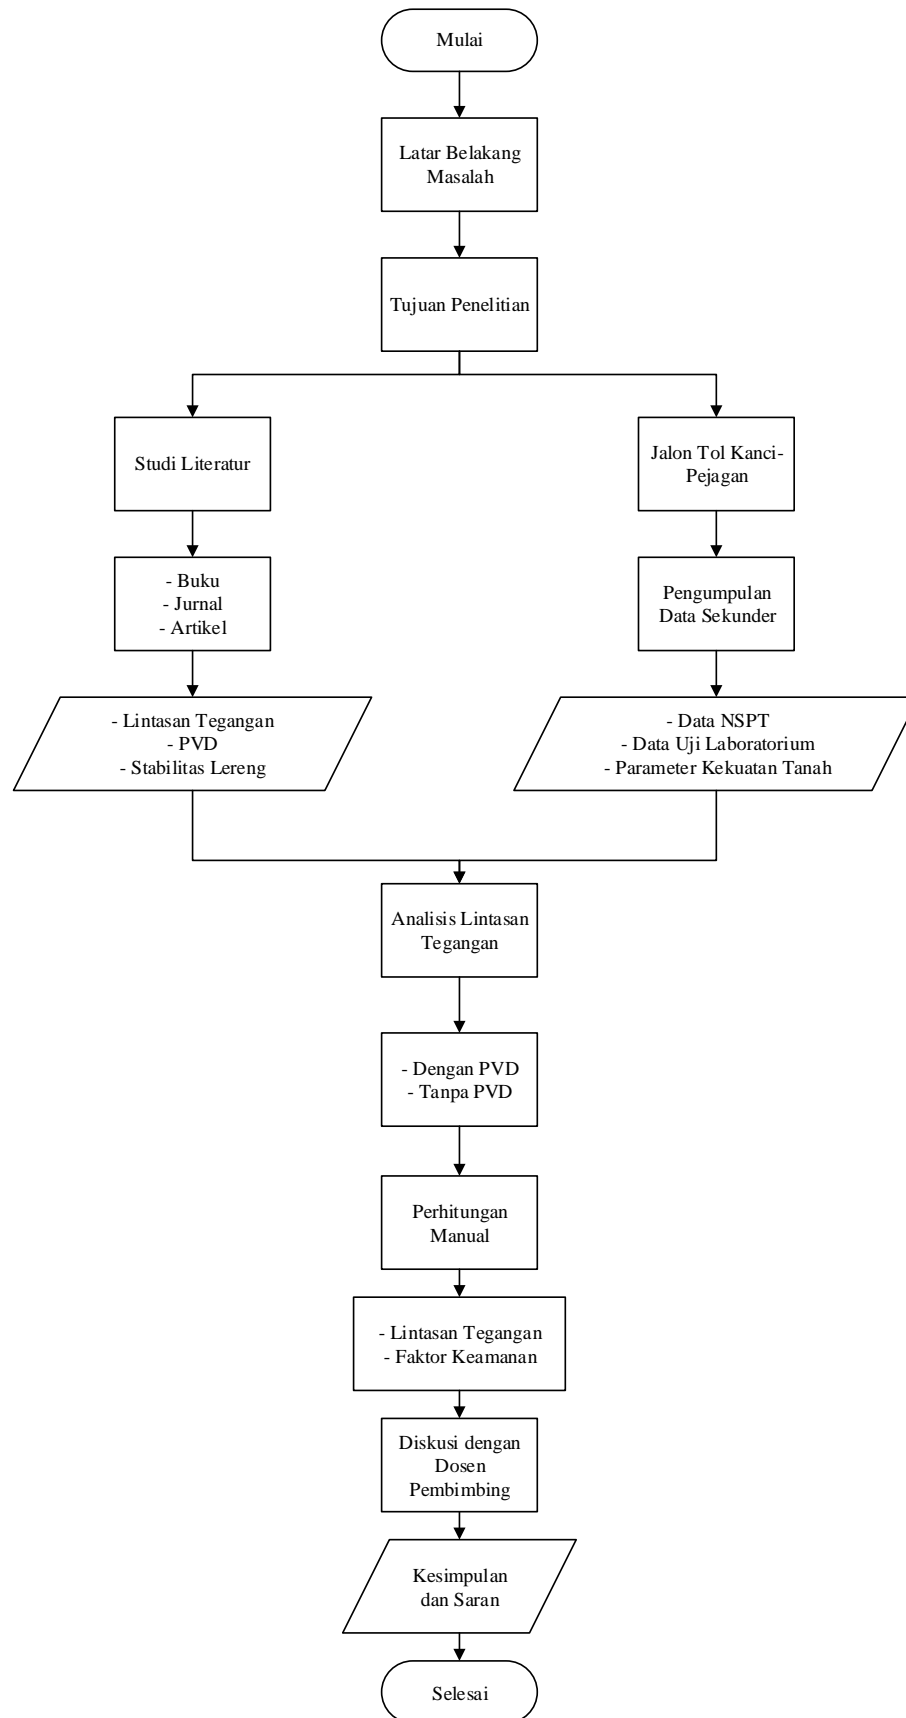 Mulai
Latar Belakang
Masalah
Tujuan Penelitian
Studi Literatur
- Buku
- Jurnal
- Artikel
- Lintasan Tegangan
- PVD
- Stabilitas Lereng
Jalon Tol Kanci-
Pejagan
Pengumpulan
Data Sekunder
- Data NSPT
- Data Uji Laboratorium
- Parameter Kekuatan Tanah
Analisis Lintasan
Tegangan
- Dengan PVD
- Tanpa PVD
Perhitungan
Manual
- Lintasan Tegangan
- Faktor Keamanan
Diskusi dengan
Dosen
Pembimbing
Kesimpulan
dan Saran
Selesai